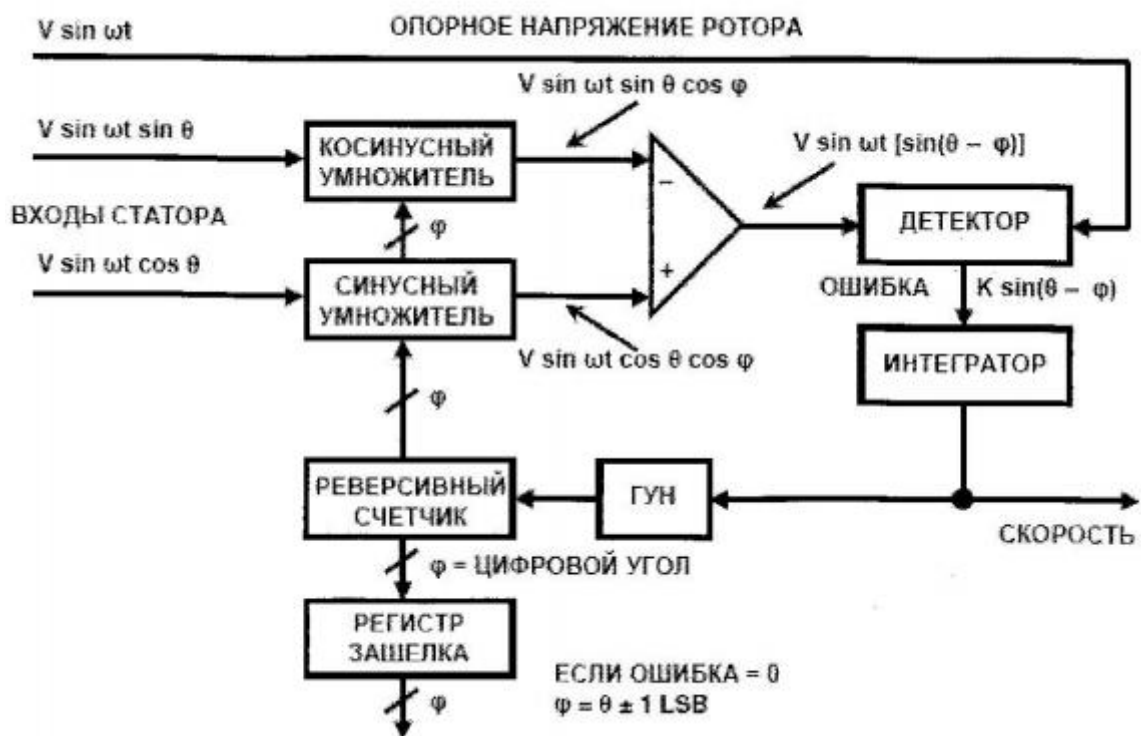 V sin ωt
ОПОРНОЕ НАПРЯЖЕНИЕ РОТОРА
V sin ωt sin θ cos φ
V sin ωt sin θ
КОСИНУСНЫЙ
УМНОЖИТЕЛЬ
V sin ωt [sin(θ – φ)]
–
ВХОДЫ СТАТОРА
φ
ДЕТЕКТОР
V sin ωt cos θ
+
СИНУСНЫЙ
УМНОЖИТЕЛЬ
ОШИБКА
K sin(θ – φ)
V sin ωt cos θ cos φ
ИНТЕГРАТОР
φ
РЕВЕРСИВНЫЙ
СЧЕТЧИК
ГУН
СКОРОСТЬ
φ = ЦИФРОВОЙ УГОЛ
РЕГИСТР
ЗАШЕЛКА
ЕСЛИ ОШИБКА = 0
φ = θ ± 1 LSB
φ